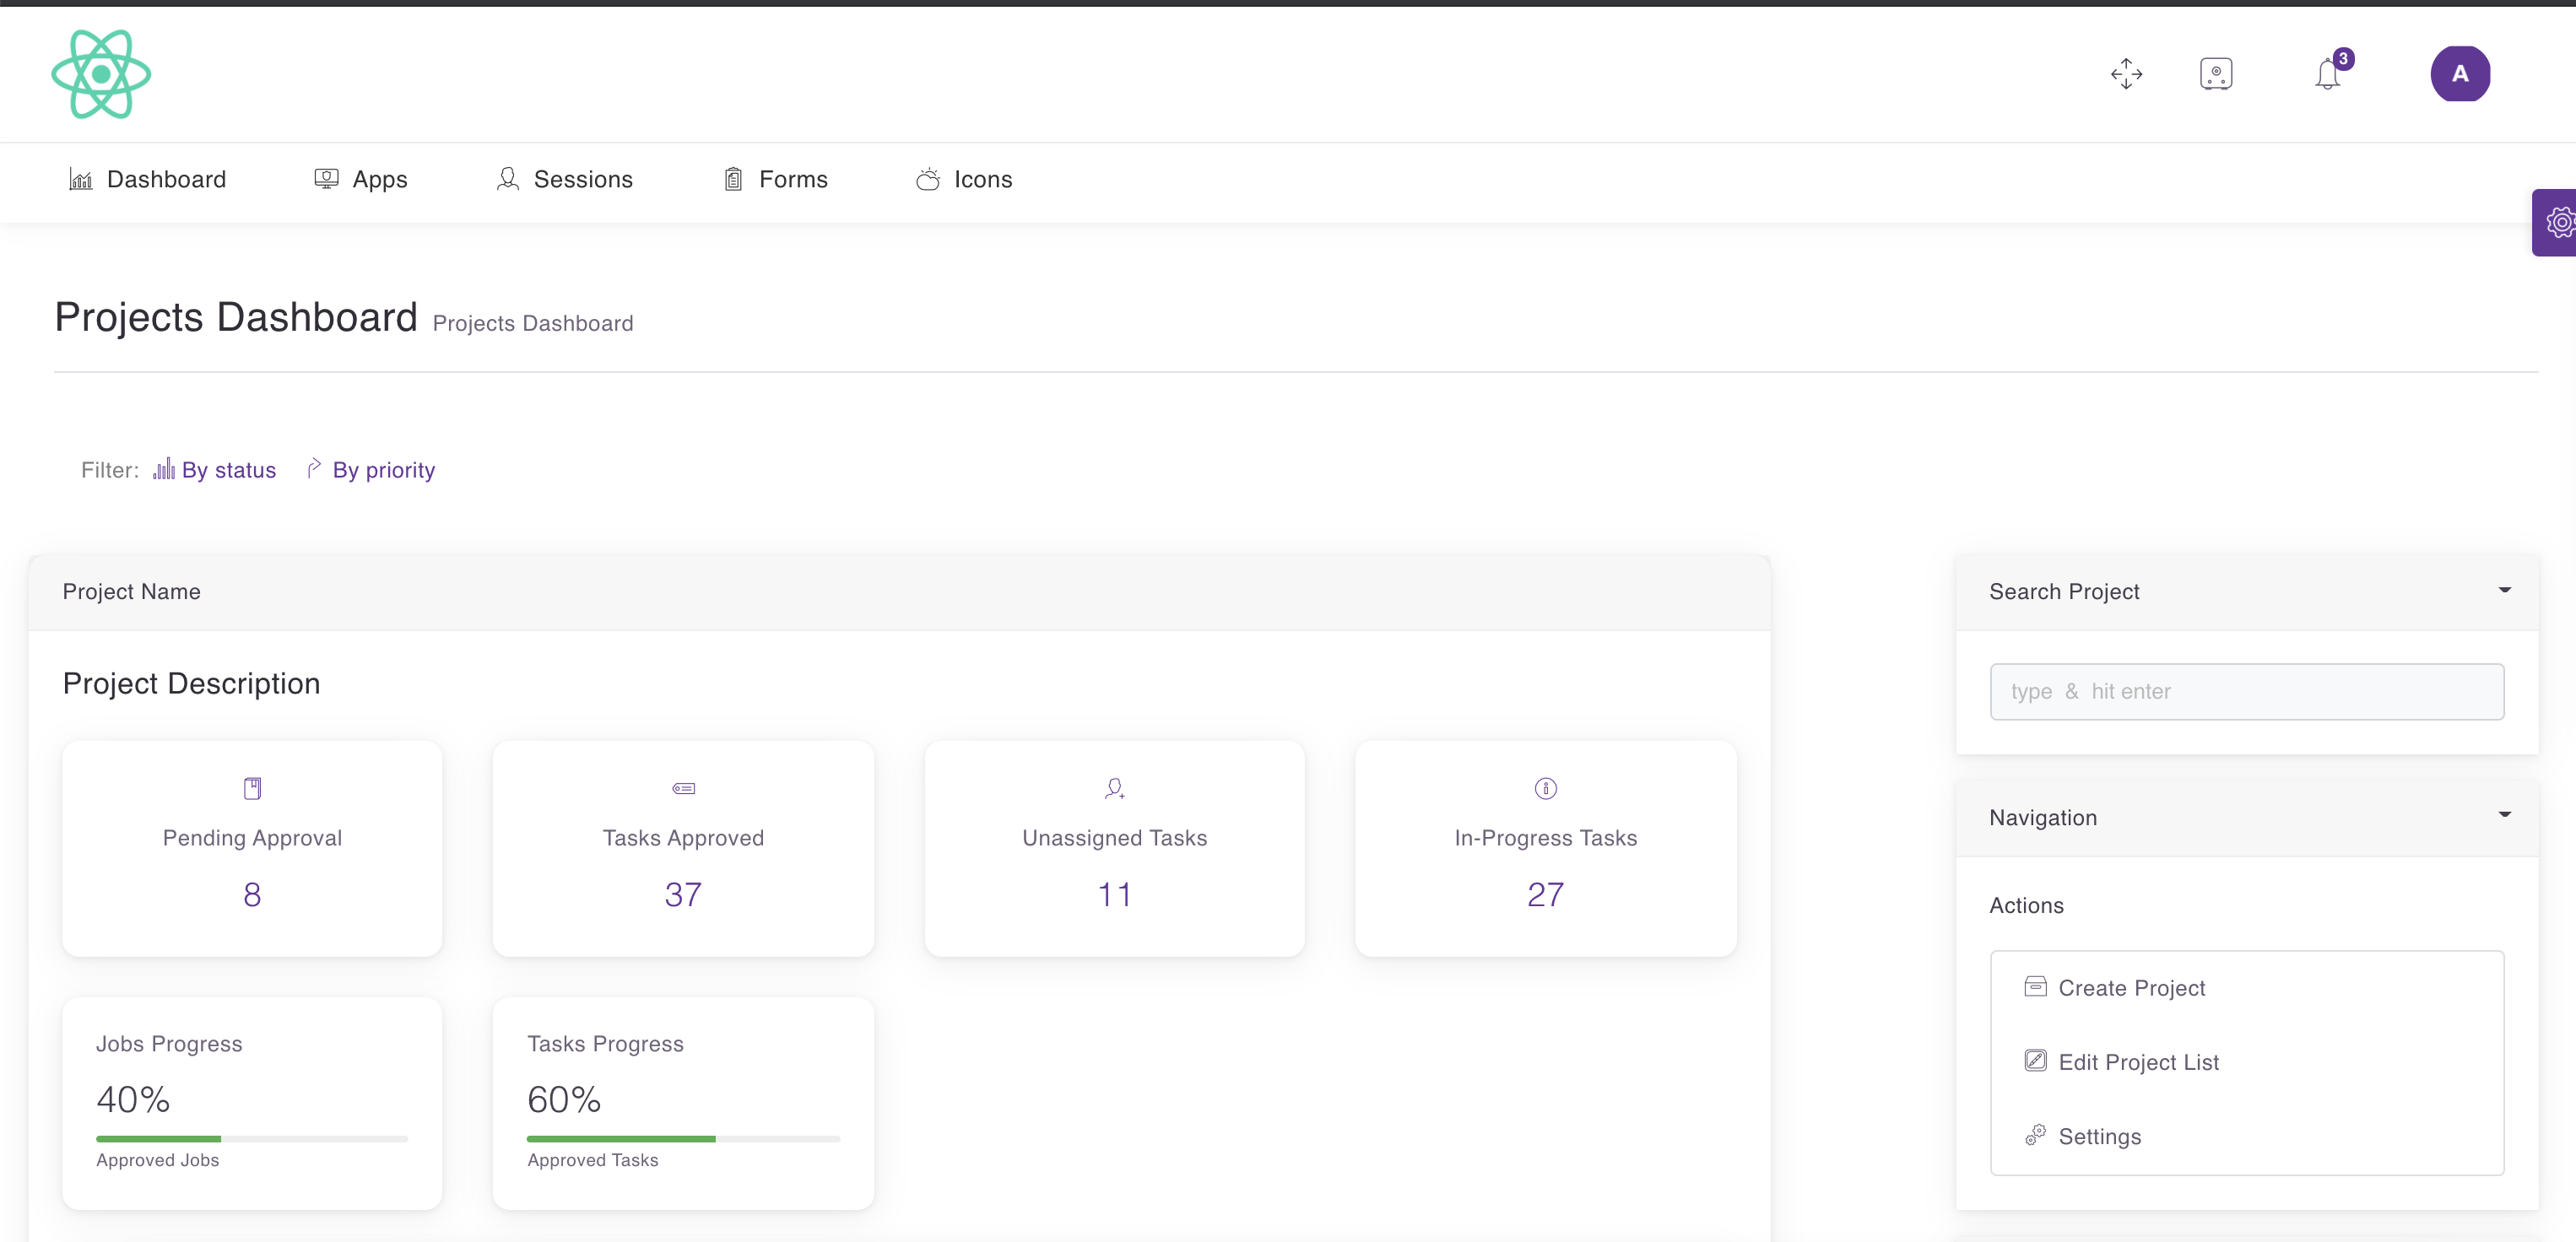 3
A
Dashboard
Apps
Sessions
Forms
Icons
Projects Dashboard Projects Dashboard
Filter: By status By priority
Project Name
Project Description
Pending Approval
8
Tasks Approved
37
Unassigned Tasks
11
In-Progress Tasks
27
Jobs Progress
40%
Approved Jobs
Tasks Progress
60%
Approved Tasks
Search Project
type & hit enter
Navigation
Actions
Create Project
Edit Project List
Settings